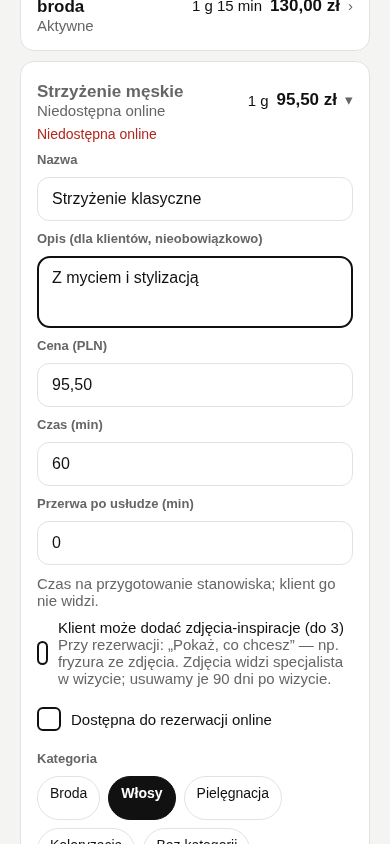 broda
1 g 15 min 130,00 zł ›
Aktywne
Strzyżenie męskie
1 g 95,50 zł ▾
Niedostępna online
Niedostępna online
Nazwa
Strzyżenie klasyczne
Opis (dla klientów, nieobowiązkowo)
Z myciem i stylizacją
Cena (PLN)
95,50
Czas (min)
60
Przerwa po usłudze (min)
0
Czas na przygotowanie stanowiska; klient go
nie widzi.
Klient może dodać zdjęcia-inspiracje (do 3)
Przy rezerwacji: „Pokaż, co chcesz” — np.
fryzura ze zdjęcia. Zdjęcia widzi specjalista
w wizycie; usuwamy je 90 dni po wizycie.
Dostępna do rezerwacji online
Kategoria
Broda Włosy Pielęgnacja
Koloryzacja Bez kategorii